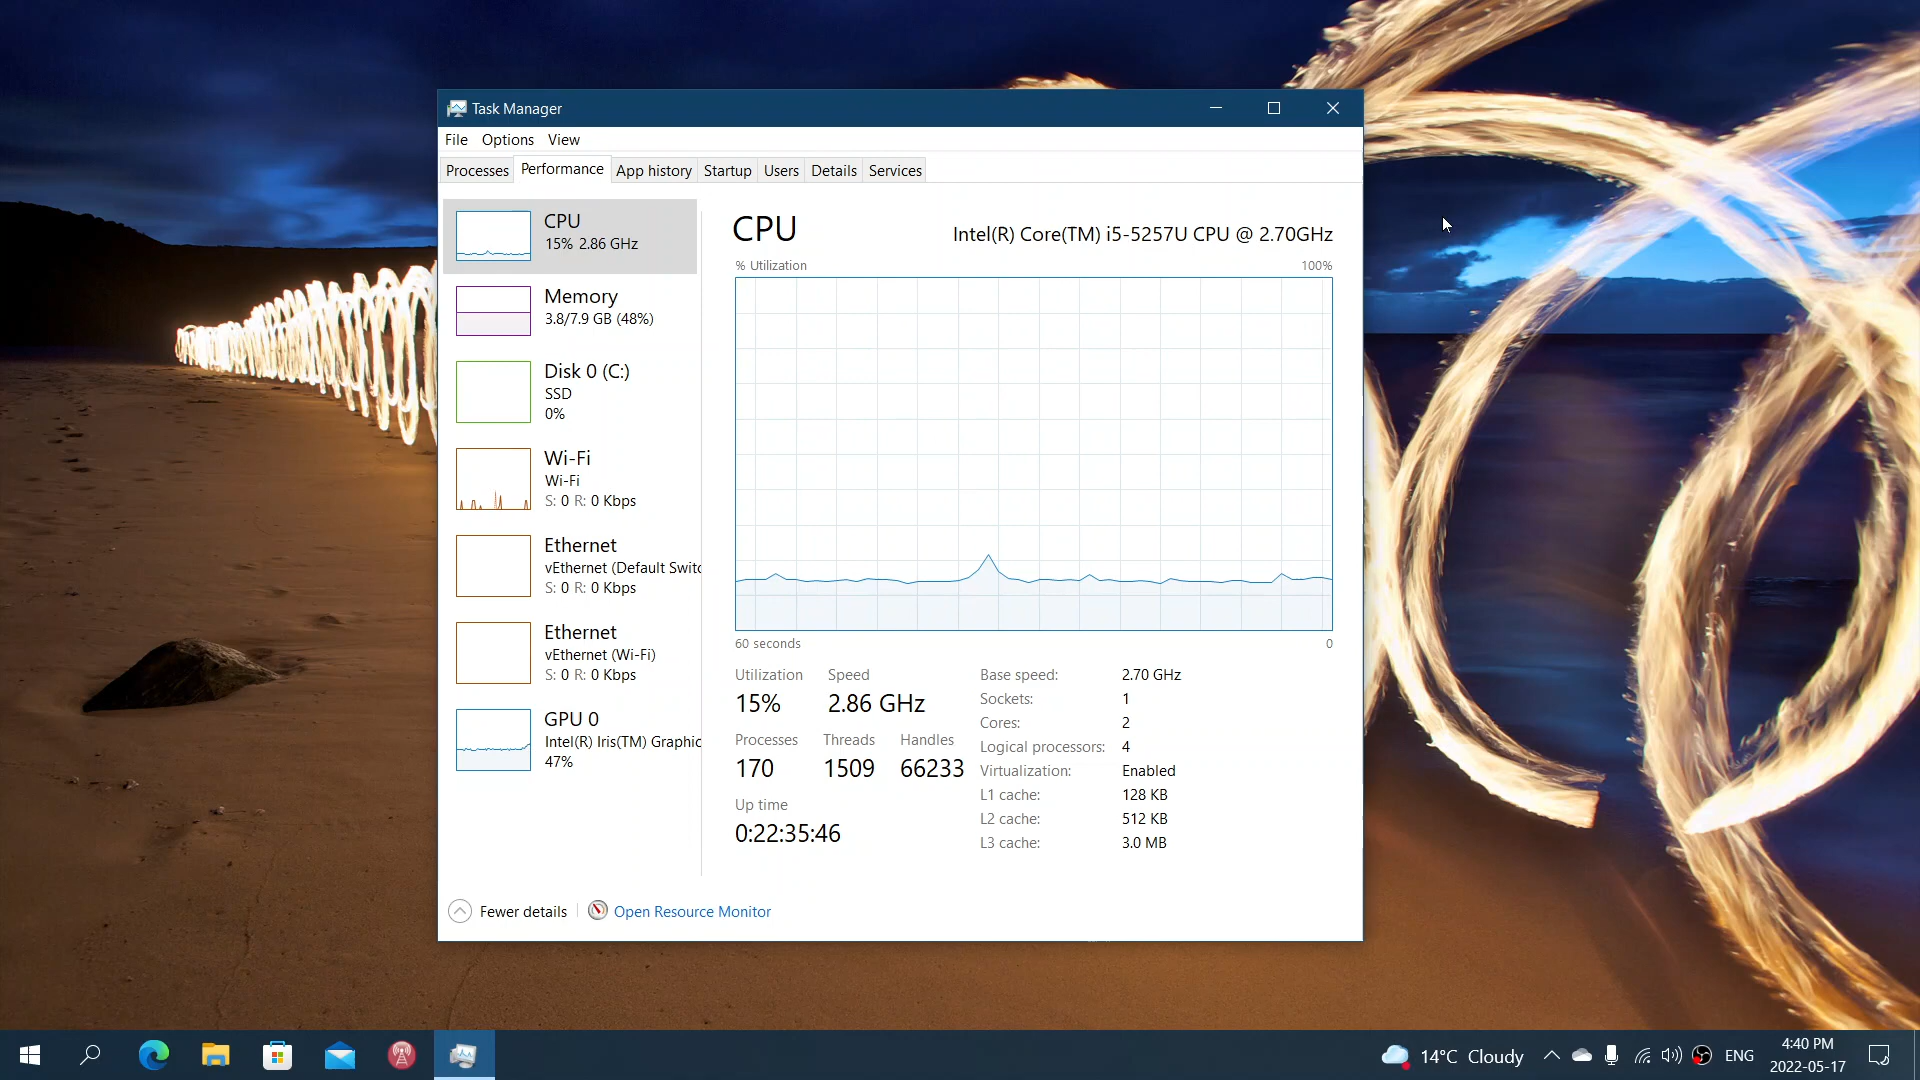 Task Manager
File Options View
Processes Performance App history Startup Users Details Services
CPU
15% 2.86 GHz
Memory
3.8/7.9 GB (48%)
Disk 0 (C:)
SSD
0%
Wi-Fi
Wi-Fi
S: 0 R: 0 Kbps
Ethernet
vEthernet (Default Switc
S: 0 R: 0 Kbps
Ethernet
vEthernet (Wi-Fi)
S: 0 R: 0 Kbps
GPU 0
Intel(R) Iris(TM) Graphic
47%
CPU Intel(R) Core(TM) i5-5257U CPU @ 2.70GHz
% Utilization 100%
60 seconds 0
Utilization Speed
15% 2.86 GHz
Processes Threads Handles
170 1509 66233
Up time
0:22:35:46
Base speed: 2.70 GHz
Sockets: 1
Cores: 2
Logical processors: 4
Virtualization: Enabled
L1 cache: 128 KB
L2 cache: 512 KB
L3 cache: 3.0 MB
Fewer details Open Resource Monitor
14°C Cloudy ENG 4:40 PM
2022-05-17